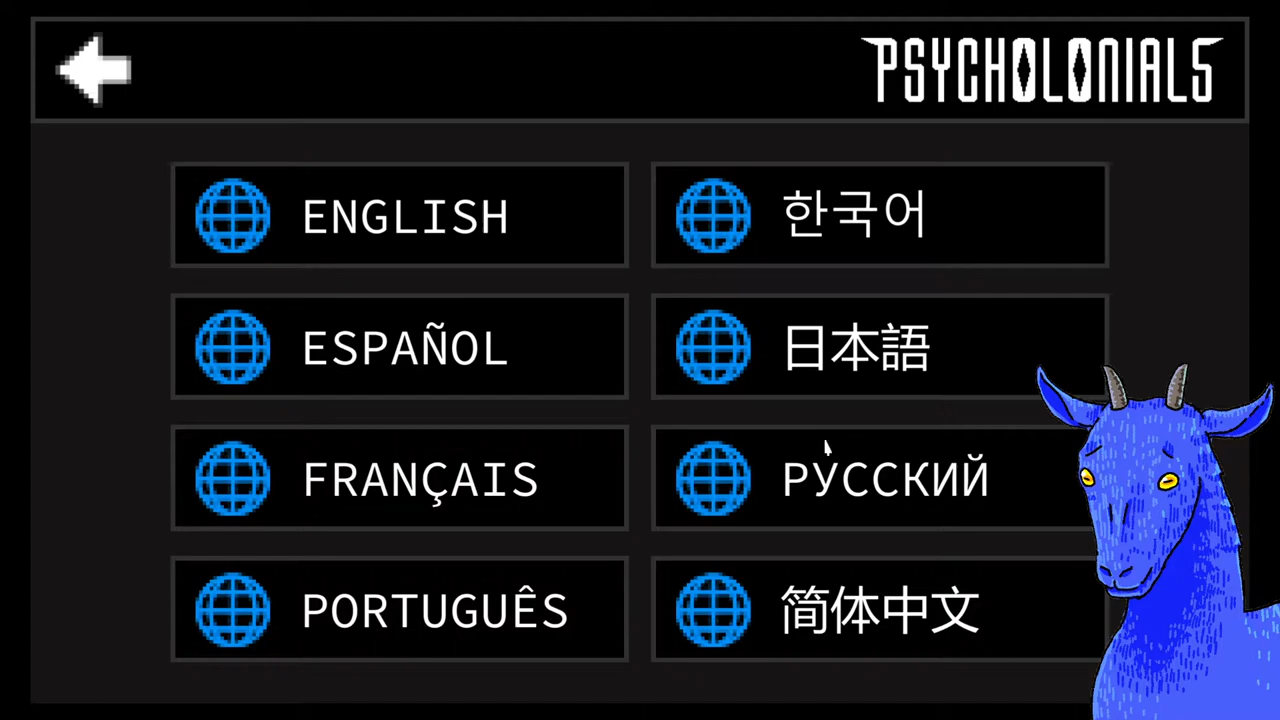 PSYCHOLONIALS
ENGLISH
한국어
ESPAÑOL
日本語
FRANÇAIS
РУССКИЙ
PORTUGUÊS
简体中文